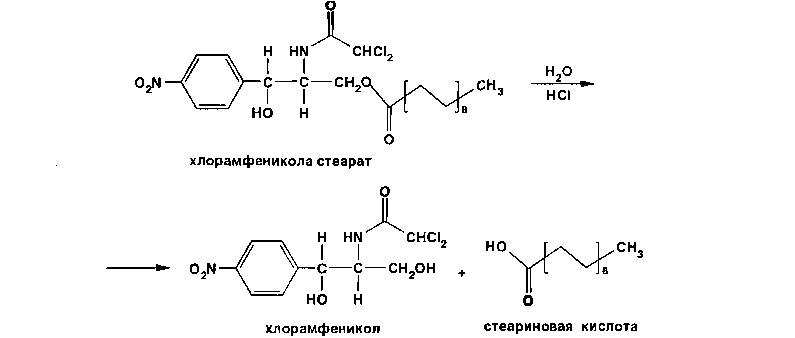 O
H HN CHCl₂
O₂N C C CH₂O CH₃
HO H 8
O
H₂O
HCl
хлорамфеникола стеарат
O
H HN CHCl₂
O₂N C C CH₂OH + HO CH₃
HO H O 8
хлорамфеникол
стеариновая кислота